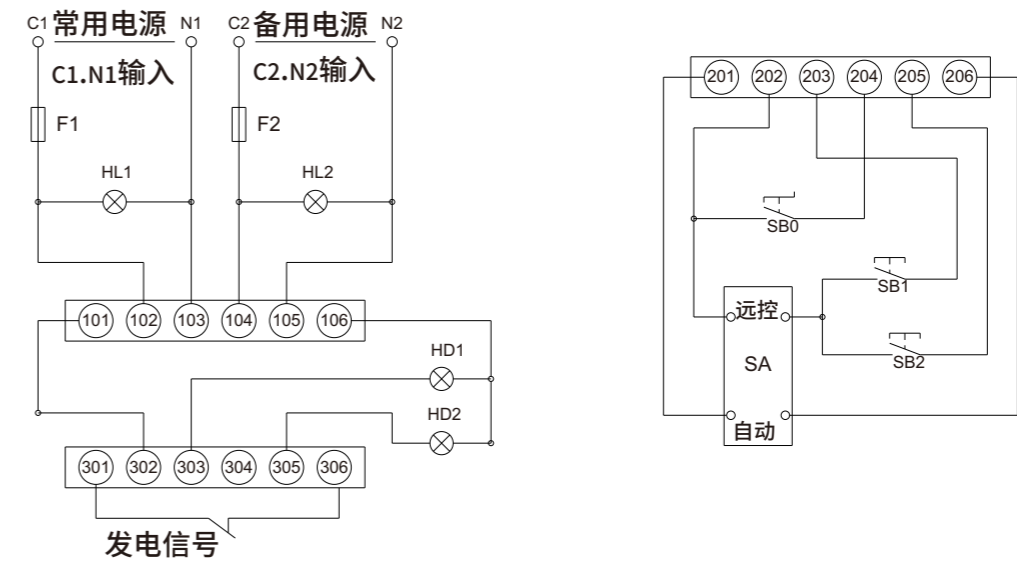 C1 常用电源 N1 C2 备用电源 N2
C1.N1输入 C2.N2输入
F1 F2
HL1 HL2
101 102 103 104 105 106
HD1
HD2
301 302 303 304 305 306
发电信号
201 202 203 204 205 206
SB0
SB1
远控
SA
SB2
自动